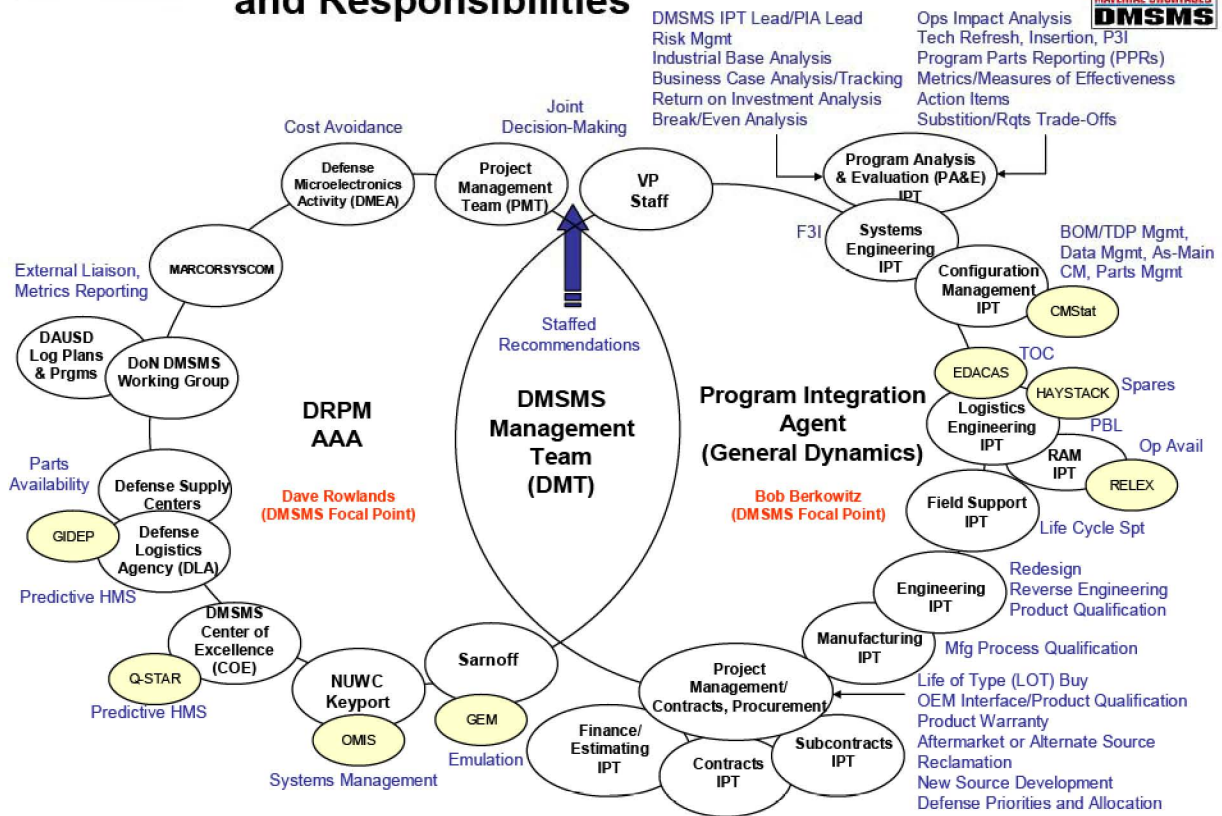 and Responsibilities
MATERIAL SHORTAGES
DMSMS
DMSMS IPT Lead/PIA Lead
Risk Mgmt
Industrial Base Analysis
Business Case Analysis/Tracking
Return on Investment Analysis
Break/Even Analysis
Ops Impact Analysis
Tech Refresh, Insertion, P3I
Program Parts Reporting (PPRs)
Metrics/Measures of Effectiveness
Action Items
Substition/Rqts Trade-Offs
Joint
Decision-Making
Cost Avoidance
Defense
Microelectronics
Activity (DMEA)
Project
Management
Team (PMT)
VP
Staff
Program Analysis
& Evaluation (PA&E)
IPT
F3I
Systems
Engineering
IPT
BOM/TDP Mgmt,
Data Mgmt, As-Main
CM, Parts Mgmt
Configuration
Management
IPT
CMStat
MARCORSYSCOM
External Liaison,
Metrics Reporting
DAUSD
Log Plans
& Prgms
DoN DMSMS
Working Group
Staffed
Recommendations
TOC
EDACAS
HAYSTACK
Spares
Logistics
Engineering
IPT
PBL
RAM
IPT
Op Avail
RELEX
DRPM
AAA
DMSMS
Management
Team
(DMT)
Program Integration
Agent
(General Dynamics)
Dave Rowlands
(DMSMS Focal Point)
Bob Berkowitz
(DMSMS Focal Point)
Parts
Availability
Defense Supply
Centers
GIDEP
Defense
Logistics
Agency (DLA)
Predictive HMS
Field Support
IPT
Life Cycle Spt
Engineering
IPT
Redesign
Reverse Engineering
Product Qualification
DMSMS
Center of
Excellence
(COE)
Q-STAR
Predictive HMS
NUWC
Keyport
OMIS
Systems Management
Sarnoff
GEM
Emulation
Manufacturing
IPT
Mfg Process Qualification
Project
Management/
Contracts, Procurement
Finance/
Estimating
IPT
Contracts
IPT
Subcontracts
IPT
Life of Type (LOT) Buy
OEM Interface/Product Qualification
Product Warranty
Aftermarket or Alternate Source
Reclamation
New Source Development
Defense Priorities and Allocation